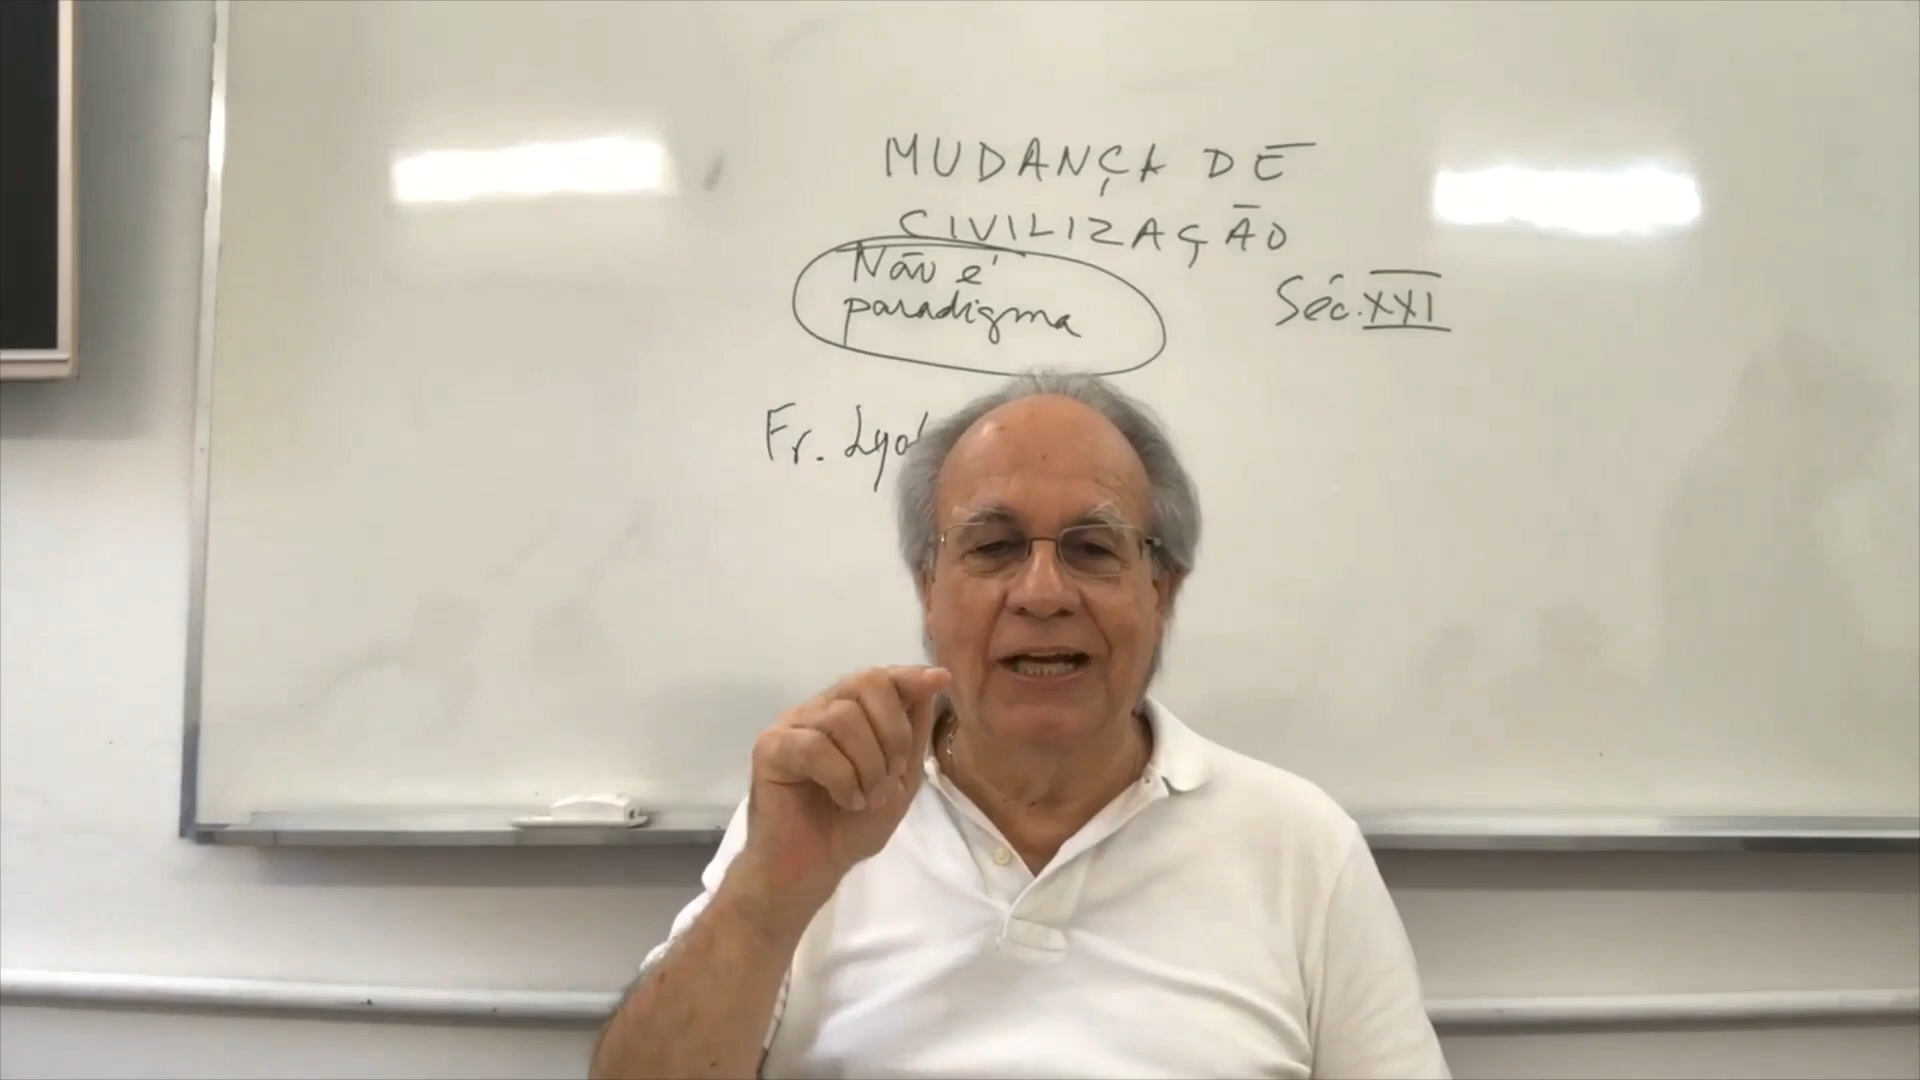 MUDANÇA DE
CIVILIZAÇÃO
Não é
paradigma
Séc. XXI
Fr.